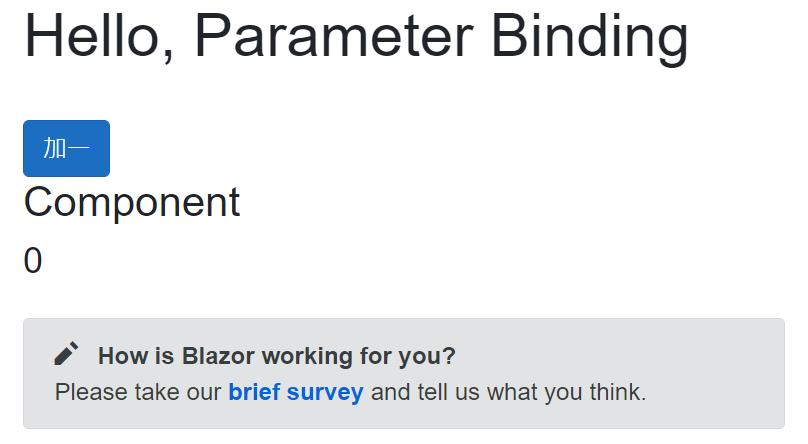 Hello, Parameter Binding
加一
Component
0
How is Blazor working for you?
Please take our brief survey and tell us what you think.